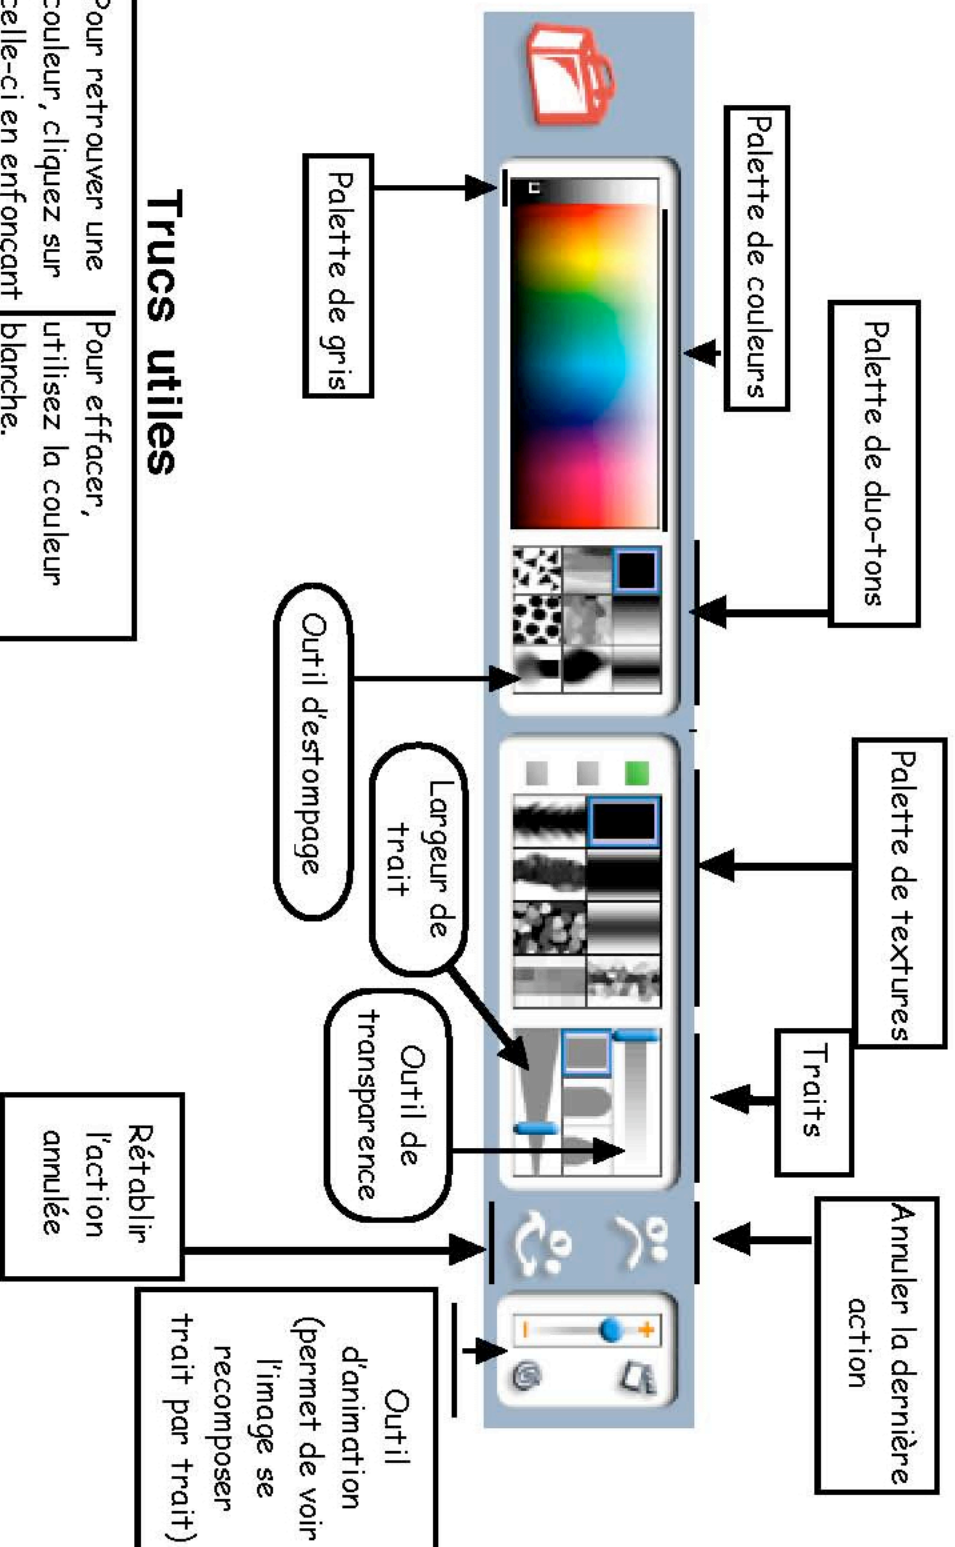 Palette de couleurs
Palette de duo-tons
Palette de textures
Traits
Annuler la dernière
action
Palette de gris
Outil d'estompage
Largeur de
trait
Outil de
transparence
Rétablir
l'action
annulée
Outil
d'animation
(permet de voir
l'image se
recomposer
trait par trait)
Trucs utiles
Pour retrouver une
couleur, cliquez sur
celle-ci en enfonçant
Pour effacer,
utilisez la couleur
blanche.